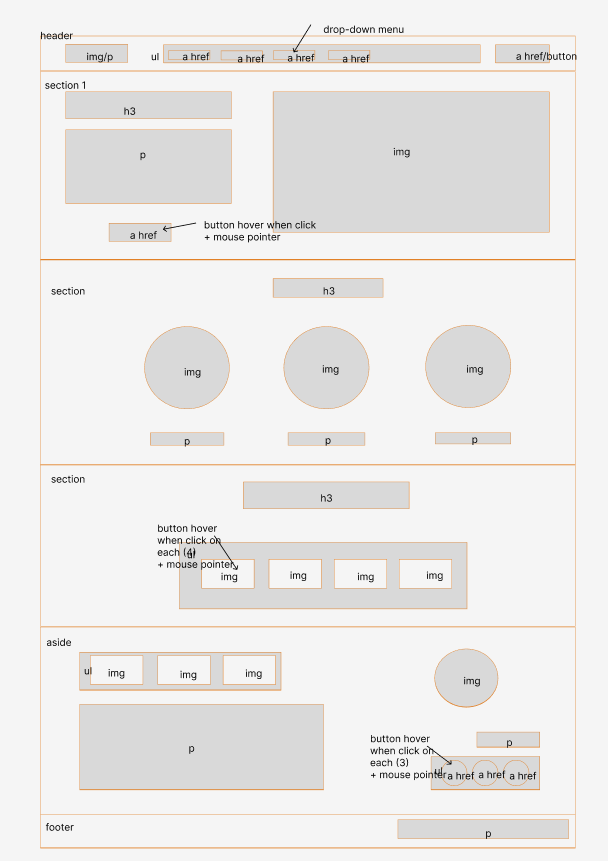 drop-down menu
header
img/p
ul
a href
a href
a href
a href
a href/button
section 1
h3
p
img
a href
button hover when click
+ mouse pointer
section
h3
img
img
img
p
p
p
section
h3
button hover
when click on
each (4)
+ mouse pointer
ul
img
img
img
img
aside
ul
img
img
img
img
p
p
button hover
when click on
each (3)
+ mouse pointer
ul
a href
a href
a href
footer
p